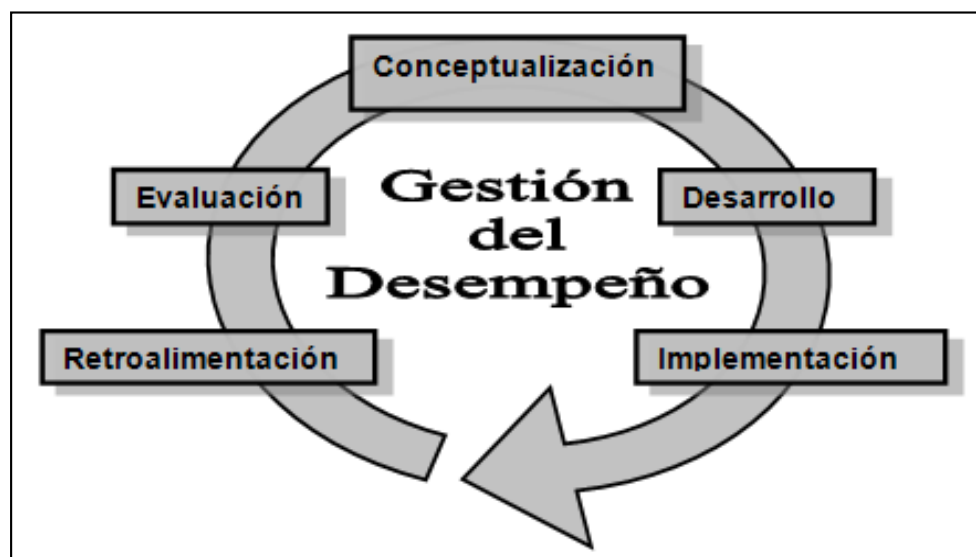 Conceptualización
Evaluación
Gestión
del
Desempeño
Desarrollo
Retroalimentación
Implementación